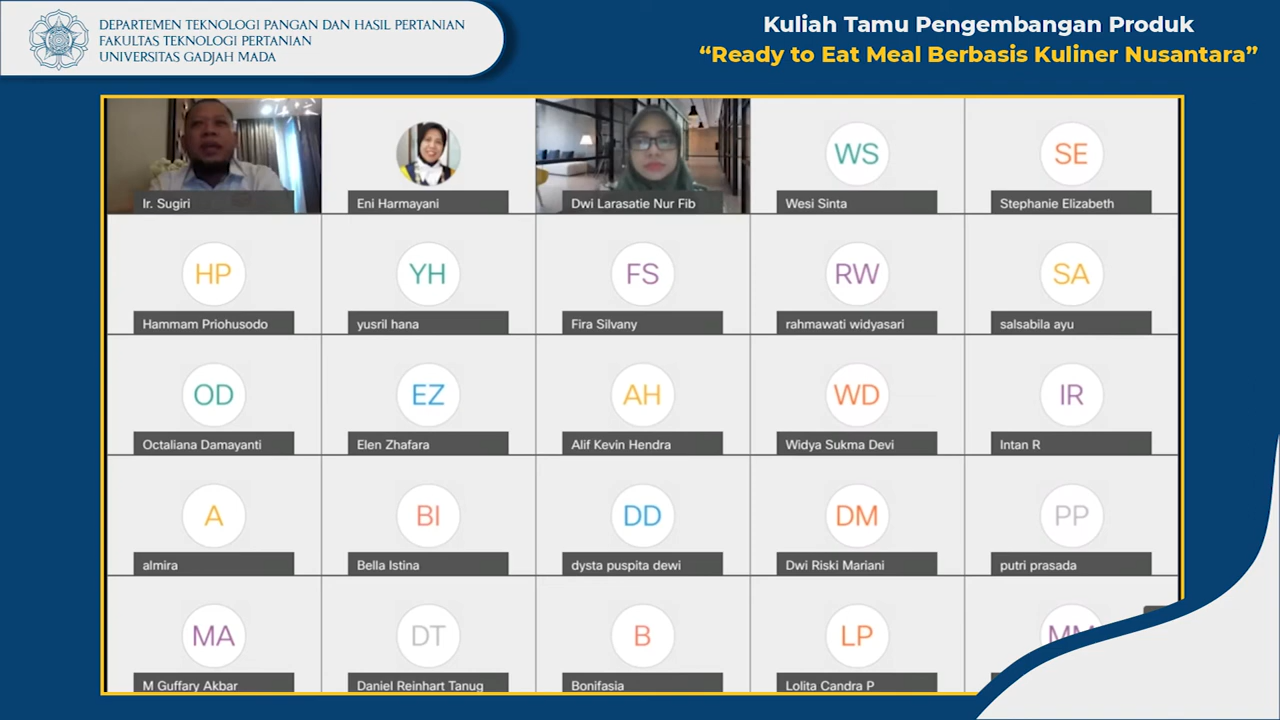 DEPARTEMEN TEKNOLOGI PANGAN DAN HASIL PERTANIAN
FAKULTAS TEKNOLOGI PERTANIAN
UNIVERSITAS GADJAH MADA
Kuliah Tamu Pengembangan Produk
“Ready to Eat Meal Berbasis Kuliner Nusantara”
Ir. Sugiri
Eni Harmayani
Dwi Larasatie Nur Fib
WS
Wesi Sinta
SE
Stephanie Elizabeth
HP
Hammam Priohusodo
YH
yusril hana
FS
Fira Silvany
RW
rahmawati widyasari
SA
salsabila ayu
OD
Octaliana Damayanti
EZ
Elen Zhafara
AH
Alif Kevin Hendra
WD
Widya Sukma Devi
IR
Intan R
A
almira
BI
Bella Istina
DD
dysta puspita dewi
DM
Dwi Riski Mariani
PP
putri prasada
MA
M Guffary Akbar
DT
Daniel Reinhart Tanug
B
Bonifasia
LP
Lolita Candra P
MM